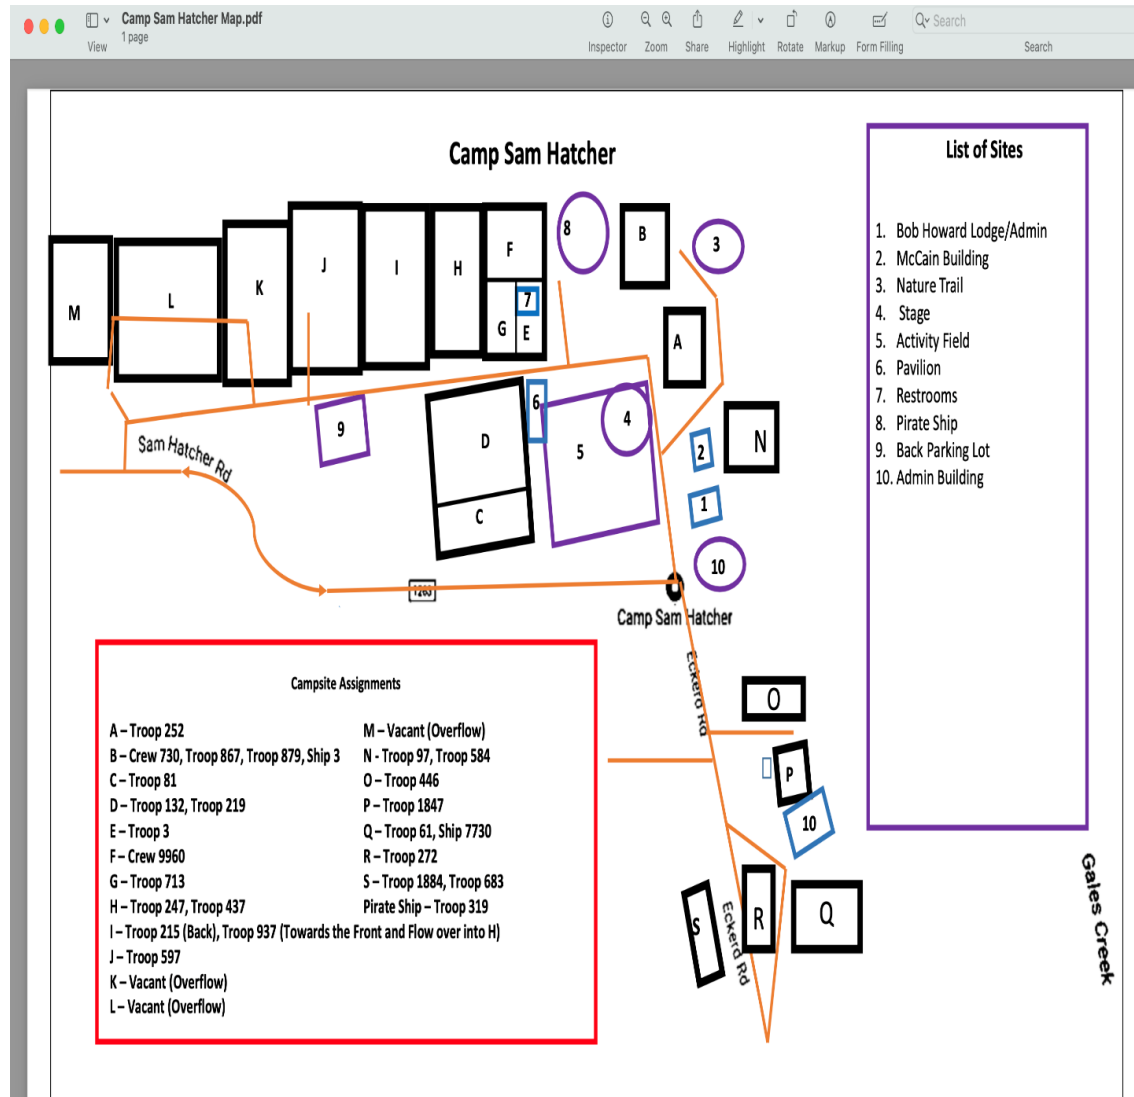 Camp Sam Hatcher Map.pdf
1 page
View
Inspector
Zoom
Share
Highlight
Rotate
Markup
Form Filling
Search
Search
Camp Sam Hatcher
List of Sites
1. Bob Howard Lodge/Admin
2. McCain Building
3. Nature Trail
4. Stage
5. Activity Field
6. Pavilion
7. Restrooms
8. Pirate Ship
9. Back Parking Lot
10. Admin Building
M
L
K
J
I
H
F
G
7
E
8
B
3
A
9
D
C
6
5
4
2
N
1
10
Sam Hatcher Rd
1263
Camp Sam Hatcher
Eckerd Rd
O
P
10
S
R
Q
Eckerd Rd
Gales Creek
Campsite Assignments
A – Troop 252
B – Crew 730, Troop 867, Troop 879, Ship 3
C – Troop 81
D – Troop 132, Troop 219
E – Troop 3
F – Crew 9960
G – Troop 713
H – Troop 247, Troop 437
I – Troop 215 (Back), Troop 937 (Towards the Front and Flow over into H)
J – Troop 597
K – Vacant (Overflow)
L – Vacant (Overflow)
M – Vacant (Overflow)
N - Troop 97, Troop 584
O – Troop 446
P – Troop 1847
Q – Troop 61, Ship 7730
R – Troop 272
S – Troop 1884, Troop 683
Pirate Ship – Troop 319